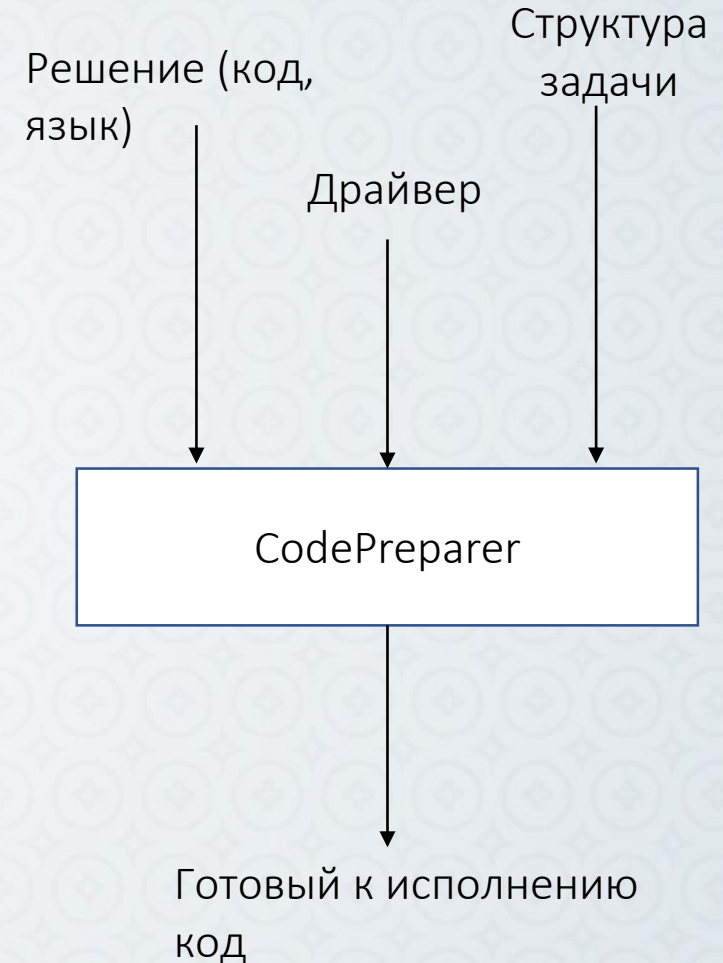 Решение (код,
язык)
Драйвер
Структура
задачи
CodePreparer
Готовый к исполнению
код